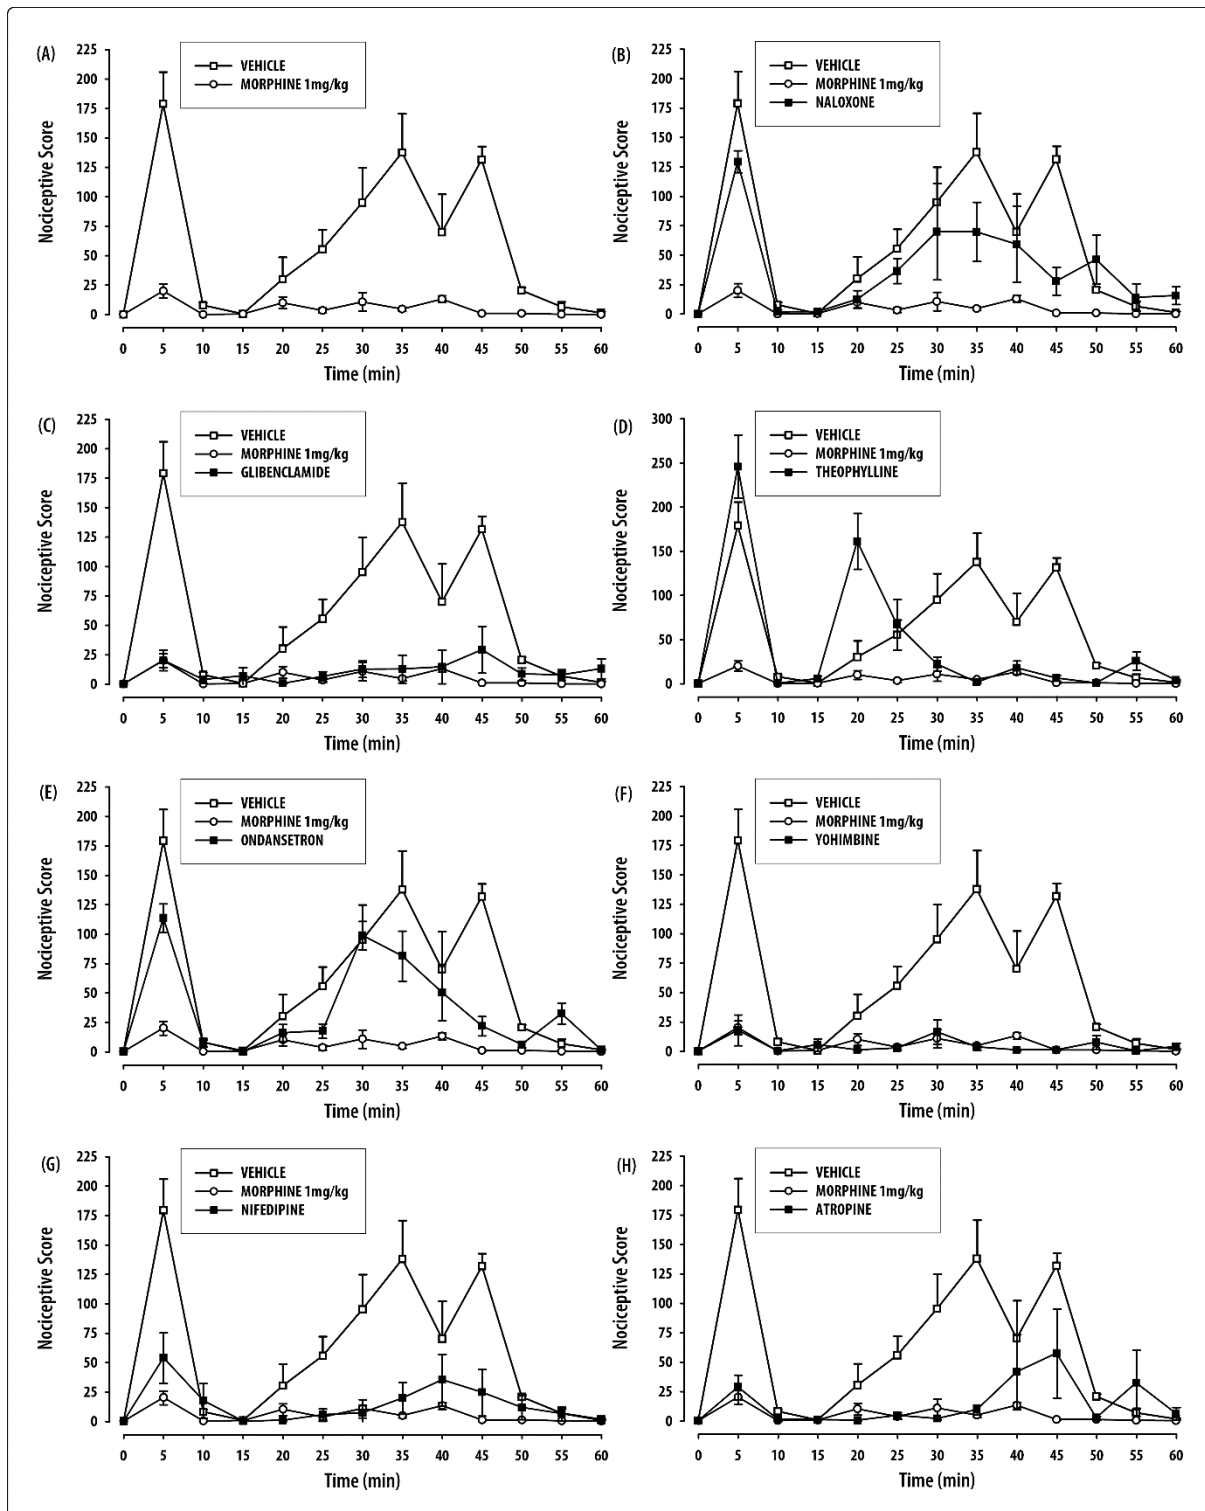 (A)
VEHICLE
MORPHINE 1mg/kg
Nociceptive Score
225
200
175
150
125
100
75
50
25
0
0 5 10 15 20 25 30 35 40 45 50 55 60
Time (min)
(B)
VEHICLE
MORPHINE 1mg/kg
NALOXONE
Nociceptive Score
225
200
175
150
125
100
75
50
25
0
0 5 10 15 20 25 30 35 40 45 50 55 60
Time (min)
(C)
VEHICLE
MORPHINE 1mg/kg
GLIBENCLAMIDE
Nociceptive Score
225
200
175
150
125
100
75
50
25
0
0 5 10 15 20 25 30 35 40 45 50 55 60
Time (min)
(D)
VEHICLE
MORPHINE 1mg/kg
THEOPHYLLINE
Nociceptive Score
300
250
200
150
100
50
0
0 5 10 15 20 25 30 35 40 45 50 55 60
Time (min)
(E)
VEHICLE
MORPHINE 1mg/kg
ONDANSETRON
Nociceptive Score
225
200
175
150
125
100
75
50
25
0
0 5 10 15 20 25 30 35 40 45 50 55 60
Time (min)
(F)
VEHICLE
MORPHINE 1mg/kg
YOHIMBINE
Nociceptive Score
225
200
175
150
125
100
75
50
25
0
0 5 10 15 20 25 30 35 40 45 50 55 60
Time (min)
(G)
VEHICLE
MORPHINE 1mg/kg
NIFEDIPINE
Nociceptive Score
225
200
175
150
125
100
75
50
25
0
0 5 10 15 20 25 30 35 40 45 50 55 60
Time (min)
(H)
VEHICLE
MORPHINE 1mg/kg
ATROPINE
Nociceptive Score
225
200
175
150
125
100
75
50
25
0
0 5 10 15 20 25 30 35 40 45 50 55 60
Time (min)